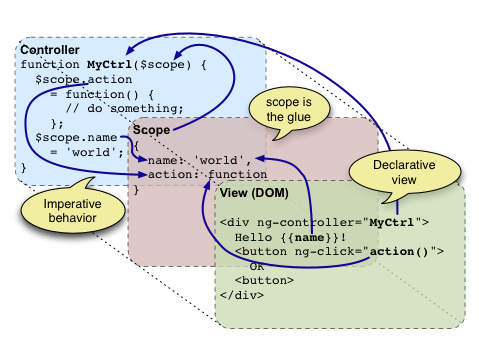 Controller
function MyCtrl($scope) {
$scope.action
= function() {
// do something;
};
$scope.name
= 'world';
}
scope is
the glue
Scope
{
name: 'world',
action: function
}
Declarative
view
Imperative
behavior
View (DOM)
<div ng-controller="MyCtrl">
Hello {{name}}!
<button ng-click="action()">
OK
<button>
</div>